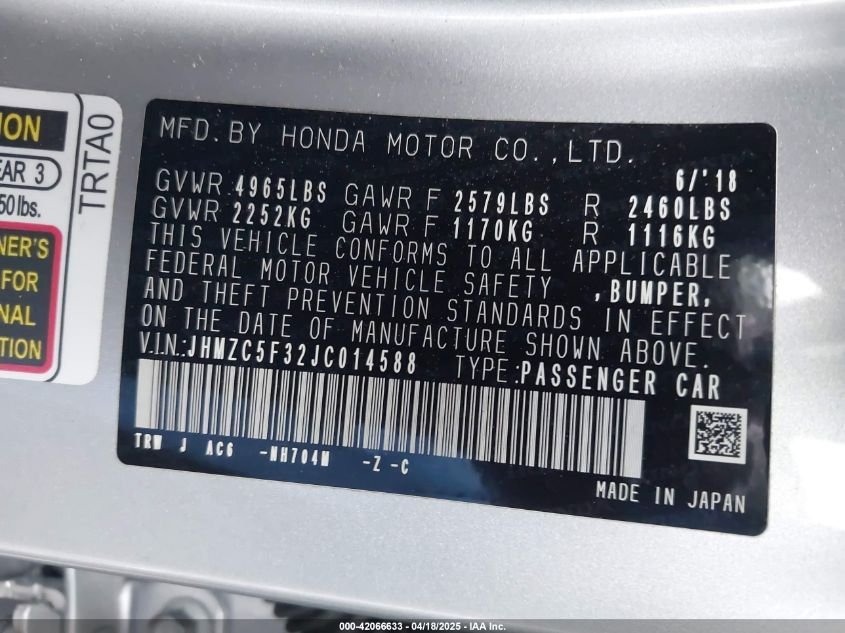 ION
EAR 3
50 lbs.
NER'S
FOR
NAL
TION
TRTA0
MFD. BY HONDA MOTOR CO., LTD.
6/'18
GVWR 4965LBS GAWR F 2579LBS R 2460LBS
GVWR 2252KG GAWR F 1170KG R 1116KG
THIS VEHICLE CONFORMS TO ALL APPLICABLE
FEDERAL MOTOR VEHICLE SAFETY , BUMPER,
AND THEFT PREVENTION STANDARDS IN EFFECT
ON THE DATE OF MANUFACTURE SHOWN ABOVE.
V.I.N.:JHMZC5F32JC014588 TYPE:PASSENGER CAR
TRW J AC6 -NH704M -Z -C
MADE IN JAPAN
000-42066633 - 04/18/2025 - IAA Inc.